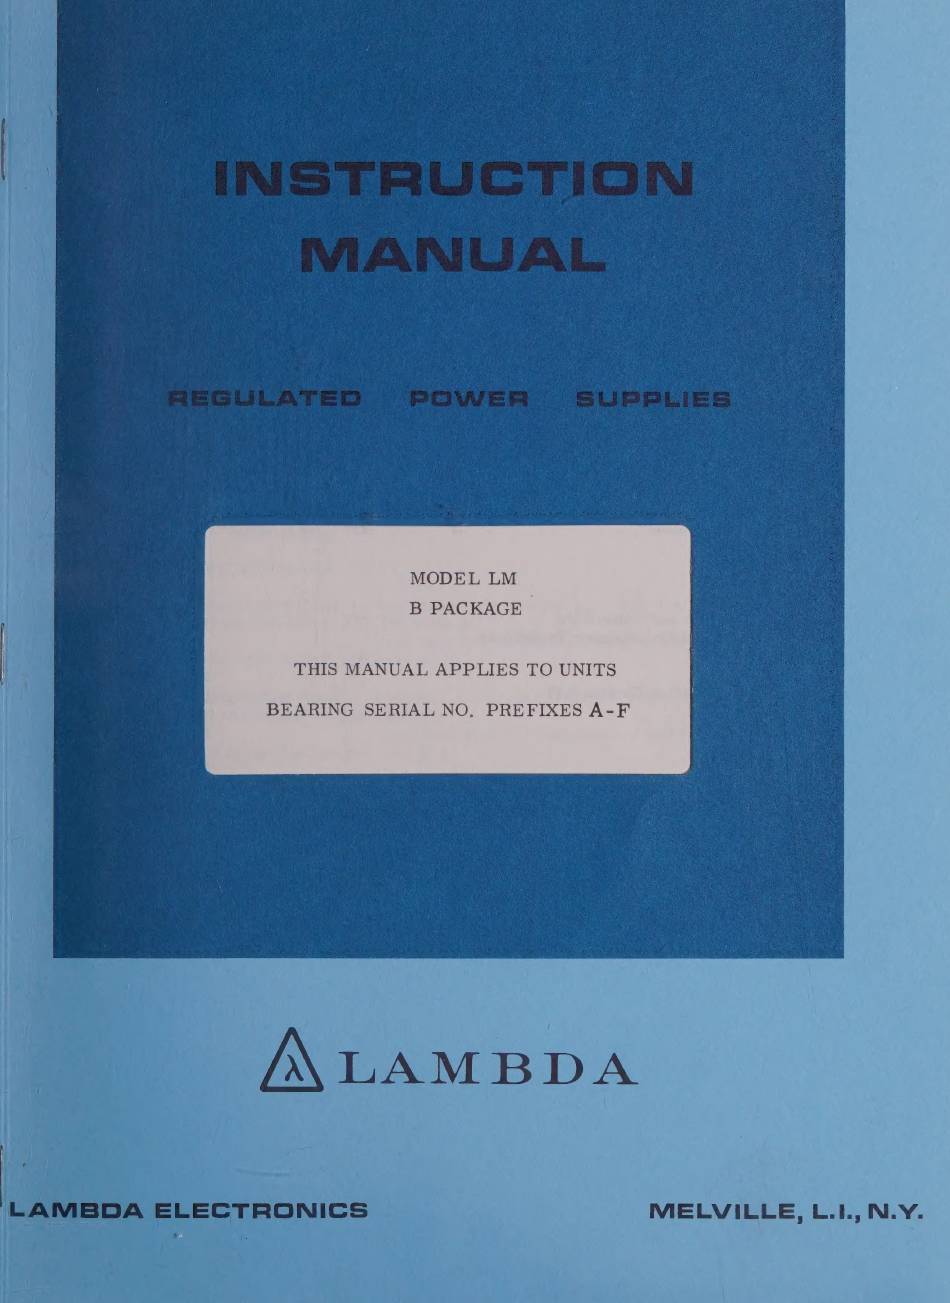 INSTRUCTION
MANUAL
REGULATED POWER SUPPLIES
MODEL LM
B PACKAGE
THIS MANUAL APPLIES TO UNITS
BEARING SERIAL NO. PREFIXES A-F
λ LAMBDA
LAMBDA ELECTRONICS MELVILLE, L.I., N.Y.